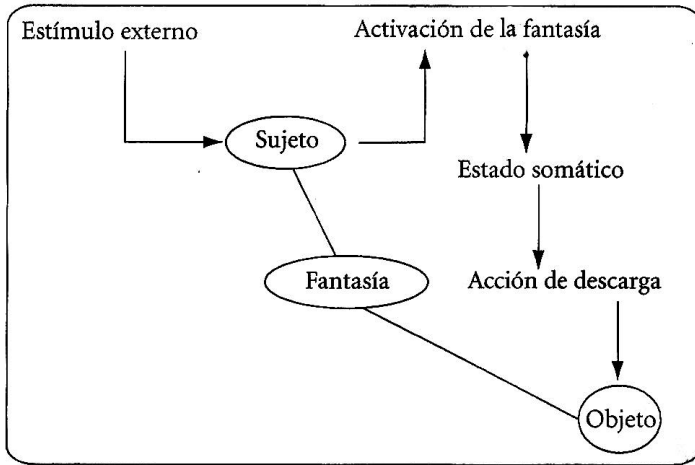 Estímulo externo
Activación de la fantasía
Sujeto
Estado somático
Fantasía
Acción de descarga
Objeto